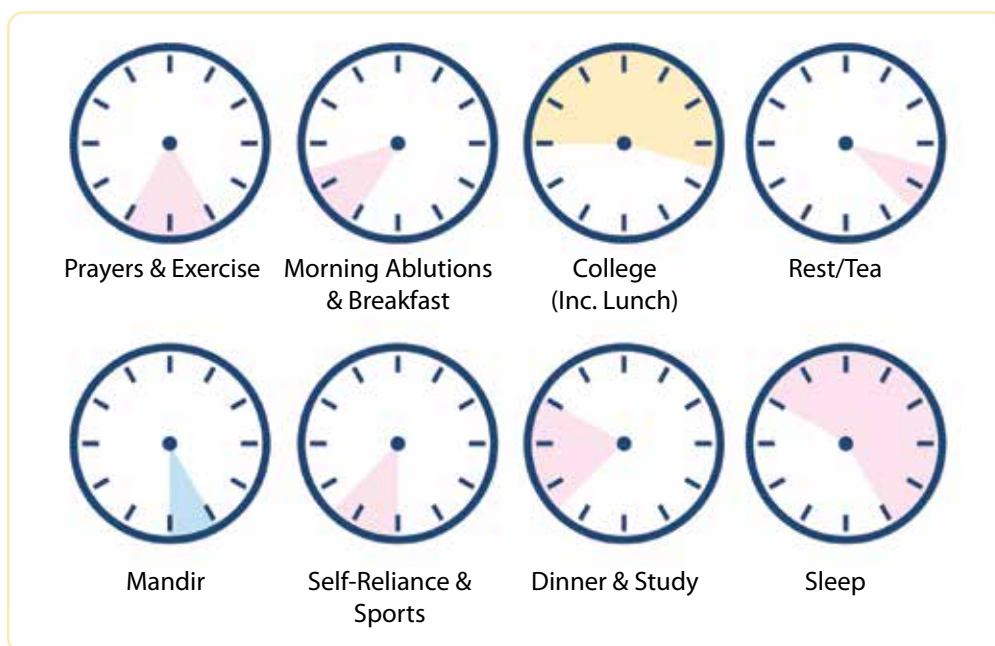 Prayers & Exercise
Morning Ablutions
& Breakfast
College
(Inc. Lunch)
Rest/Tea
Mandir
Self-Reliance &
Sports
Dinner & Study
Sleep